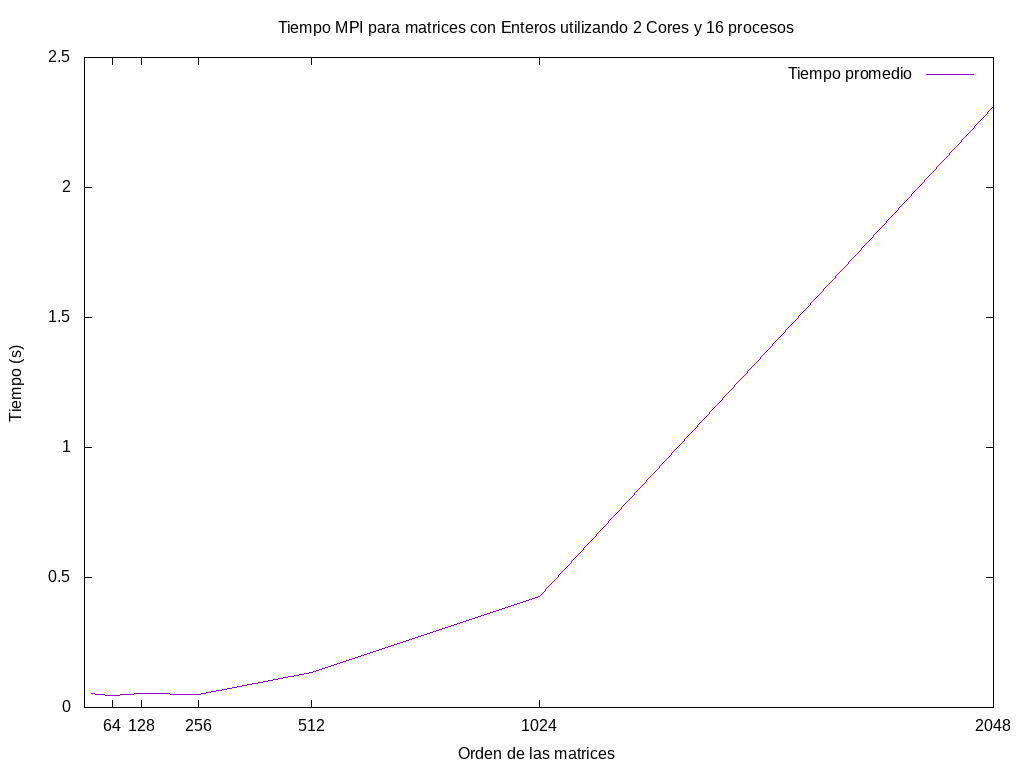 Tiempo MPI para matrices con Enteros utilizando 2 Cores y 16 procesos
Tiempo promedio
2.5
2
1.5
1
0.5
0
Tiempo (s)
64 128 256 512 1024 2048
Orden de las matrices